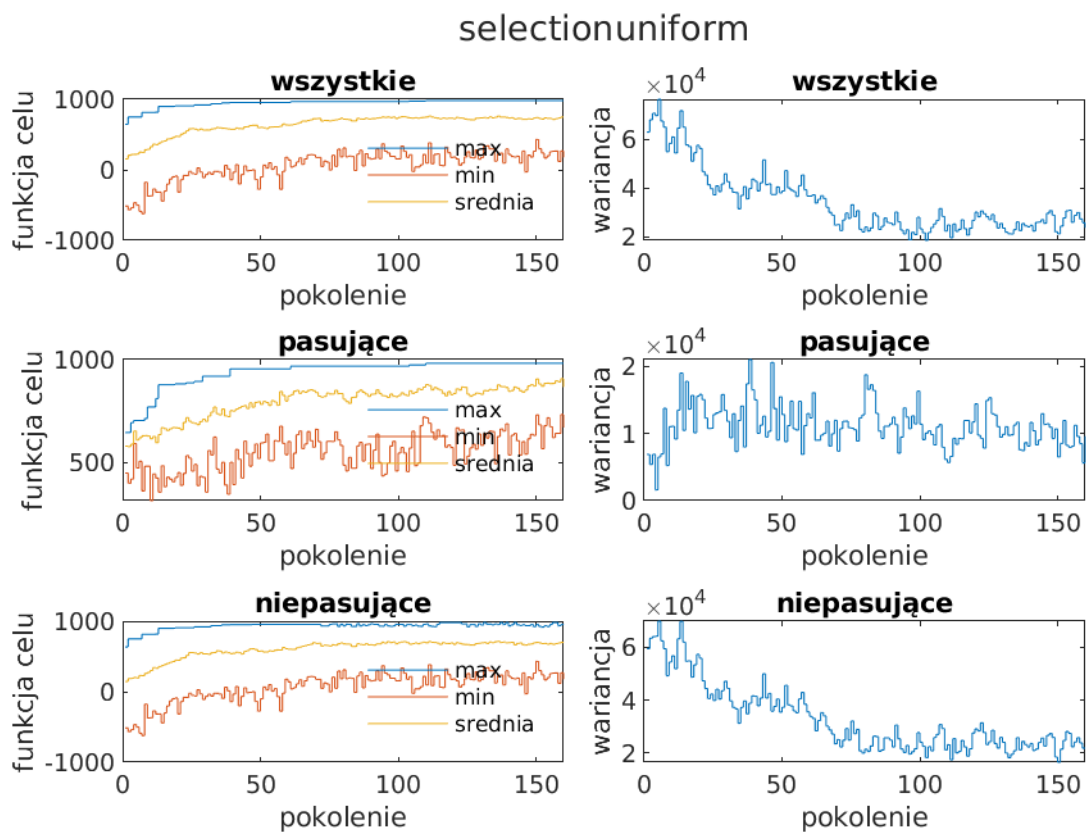 selectionuniform
wszystkie
funkcja celu
1000
0
-1000
max
min
srednia
0 50 100 150
pokolenie
wszystkie
×10⁴
wariancja
6
4
2
0 50 100 150
pokolenie
pasujące
funkcja celu
1000
500
max
min
srednia
0 50 100 150
pokolenie
pasujące
×10⁴
wariancja
2
1
0
0 50 100 150
pokolenie
niepasujące
funkcja celu
1000
0
-1000
max
min
srednia
0 50 100 150
pokolenie
niepasujące
×10⁴
wariancja
6
4
2
0 50 100 150
pokolenie